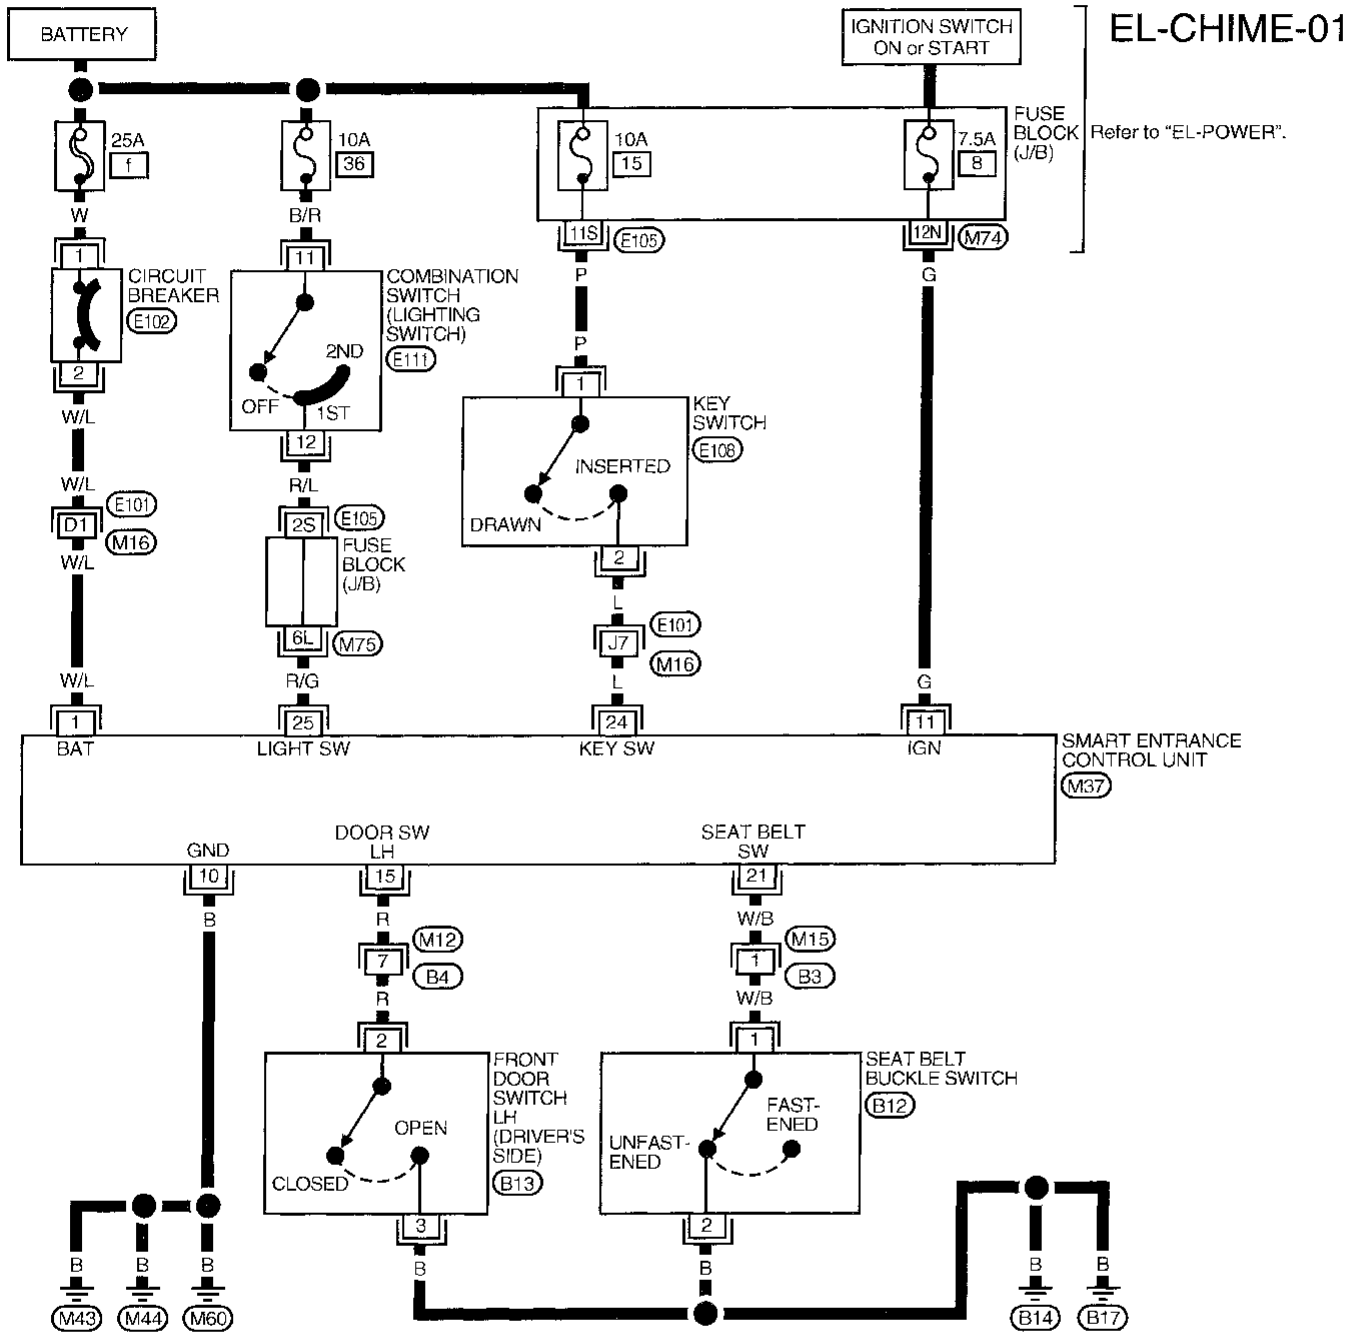 EL-CHIME-01
BATTERY
IGNITION SWITCH
ON or START
25A
f
10A
36
10A
15
7.5A
8
FUSE
BLOCK
(J/B)
Refer to "EL-POWER".
W
B/R
11S
E105
12N
M74
1
11
P
G
CIRCUIT
BREAKER
E102
COMBINATION
SWITCH
(LIGHTING
SWITCH)
E111
2ND
OFF
1ST
P
1
2
12
KEY
SWITCH
E108
INSERTED
DRAWN
W/L
W/L
R/L
E101
D1
M16
W/L
2S
E105
FUSE
BLOCK
(J/B)
2
L
6L
M75
E101
J7
M16
W/L
R/G
L
G
1
25
24
11
BAT
LIGHT SW
KEY SW
IGN
SMART ENTRANCE
CONTROL UNIT
M37
GND
DOOR SW
LH
SEAT BELT
SW
10
15
21
B
R
W/B
M12
7
B4
M15
1
B3
R
W/B
2
1
FRONT
DOOR
SWITCH
LH
(DRIVER'S
SIDE)
B13
OPEN
CLOSED
SEAT BELT
BUCKLE SWITCH
B12
FAST-
ENED
UNFAST-
ENED
3
2
B
B
B
B
B
B
B
M43
M44
M60
B14
B17